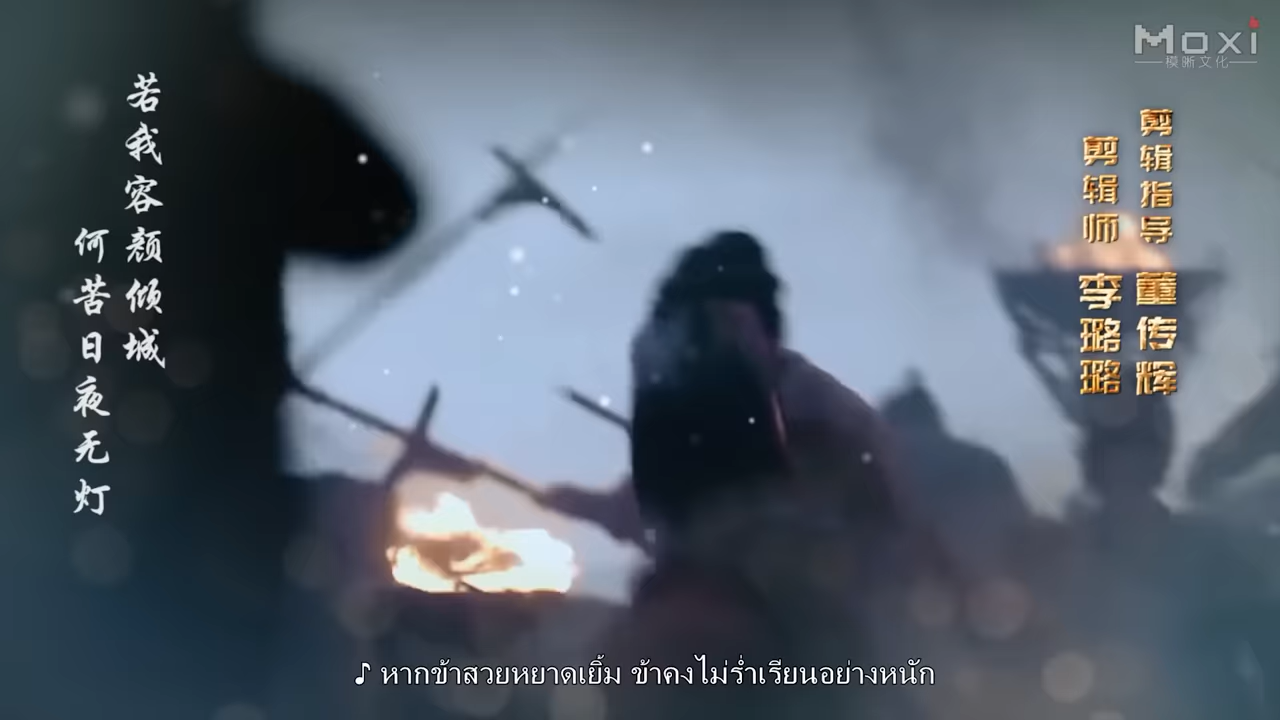 Moxi
模晰文化
若我容颜倾城
何苦日夜无灯
剪辑指导 董传辉
剪辑师 李璐璐
♪ หากข้าสวยหยาดเยิ้ม ข้าคงไม่ร่ำเรียนอย่างหนัก